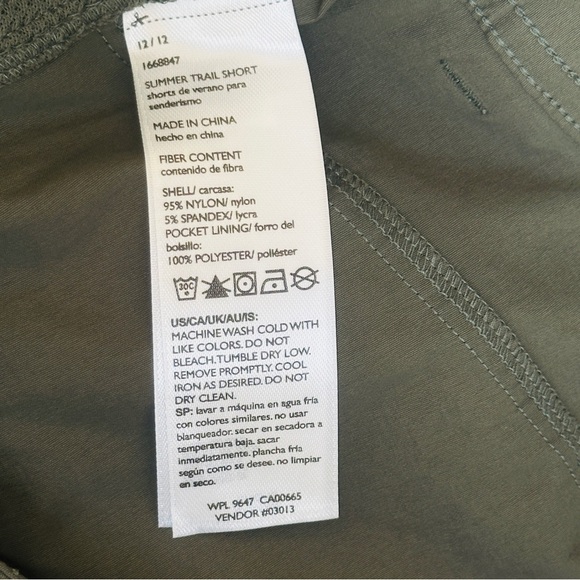 12/12
1668847
SUMMER TRAIL SHORT
shorts de verano para
senderismo
MADE IN CHINA
hecho en china
FIBER CONTENT
contenido de fibra
SHELL/ carcasa:
95% NYLON/ nylon
5% SPANDEX/ lycra
POCKET LINING/ forro del
bolsillo:
100% POLYESTER/ poliéster
30C
US/CA/UK/AU/IS:
MACHINE WASH COLD WITH
LIKE COLORS. DO NOT
BLEACH. TUMBLE DRY LOW.
REMOVE PROMPTLY. COOL
IRON AS DESIRED. DO NOT
DRY CLEAN.
SP: lavar a máquina en agua fría
con colores similares. no usar
blanqueador. secar en secadora a
temperatura baja. sacar
inmediatamente. plancha fría
según como se desee. no limpiar
en seco.
WPL 9647 CA00665
VENDOR #03013